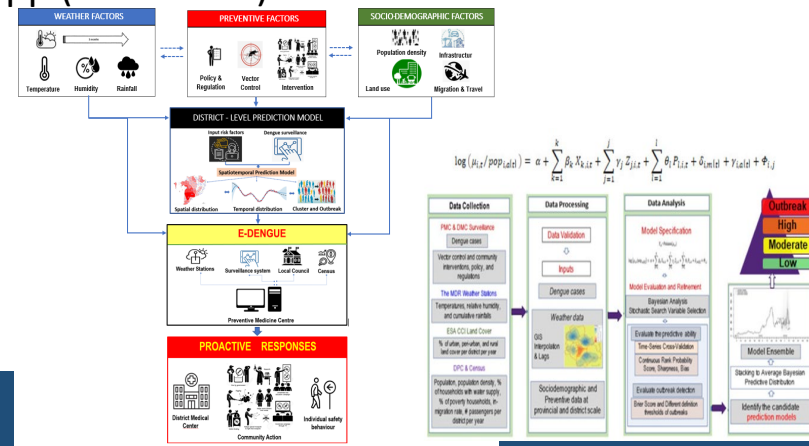 WEATHER FACTORS
Temperature
Humidity
Rainfall
PREVENTIVE FACTORS
Policy &
Regulation
Vector
Control
Intervention
SOCIODEMOGRAPHIC FACTORS
Population density
Infrastructur
Land use
Migration & Travel
DISTRICT - LEVEL PREDICTION MODEL
Input risk factors
Dengue surveillance
Spatiotemporal Prediction Model
Spatial distribution
Temporal distribution
Cluster and Outbreak
E-DENGUE
Weather Stations
Surveillance system
Local Council
Census
Preventive Medicine Centre
PROACTIVE RESPONSES
District Medical
Center
Community Action
Individual safety
behaviour
Data Collection
PMC & DMC Surveillance
Dengue cases
Vector control and community
interventions, policy, and
regulations
The MDR Weather Stations
Temperatures, relative humidity,
and cumulative rainfalls
ESA CCI Land Cover
% of urban, peri-urban, and rural
land cover per district per year
DPC & Census
Population, population density, %
of households with water supply,
% of poverty households, in-
migration rate, # passengers per
district per year
Data Processing
Data Validation
Inputs
Dengue cases
Weather data
GIS
Interpolation
& Lags
Sociodemographic and
Preventive data at
provincial and district scale
Data Analysis
Model Specification
Model Evaluation and Refinement
Bayesian Analysis
Stochastic Search Variable Selection
Evaluate the predictive ability
Time-Series Cross-Validation
Continuous Rank Probability
Score, Sharpness, Bias
Evaluate outbreak detection
Brier Score and Different definition
thresholds of outbreaks
Outbreak
High
Moderate
Low
Model Ensemble
Stacking to Average Bayesian
Predictive Distribution
Identify the candidate
prediction models